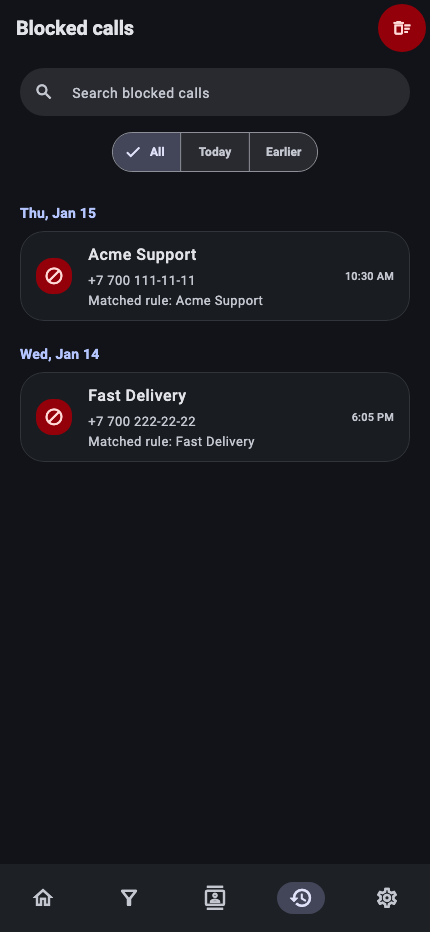 Blocked calls
Search blocked calls
All
Today
Earlier
Thu, Jan 15
Acme Support
+7 700 111-11-11
10:30 AM
Matched rule: Acme Support
Wed, Jan 14
Fast Delivery
+7 700 222-22-22
6:05 PM
Matched rule: Fast Delivery